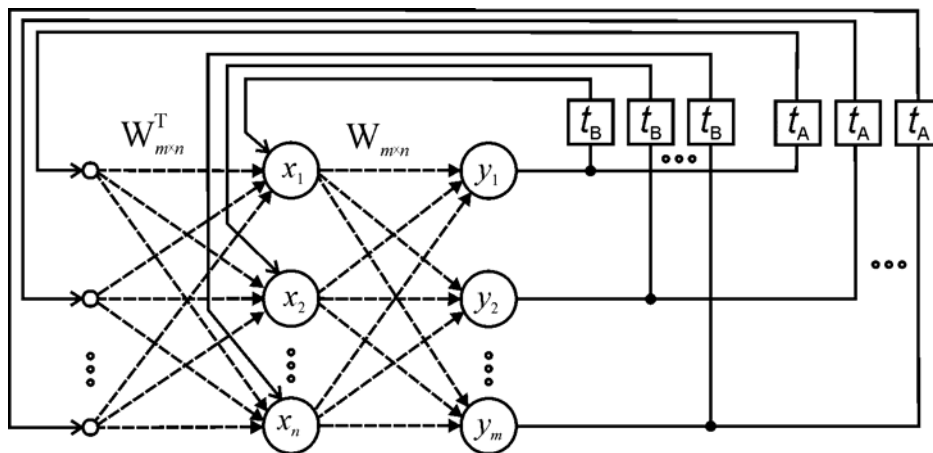 t_B t_B t_B t_A t_A t_A
W^T_{m×n} W_{m×n}
x_1 y_1
x_2 y_2
x_n y_m